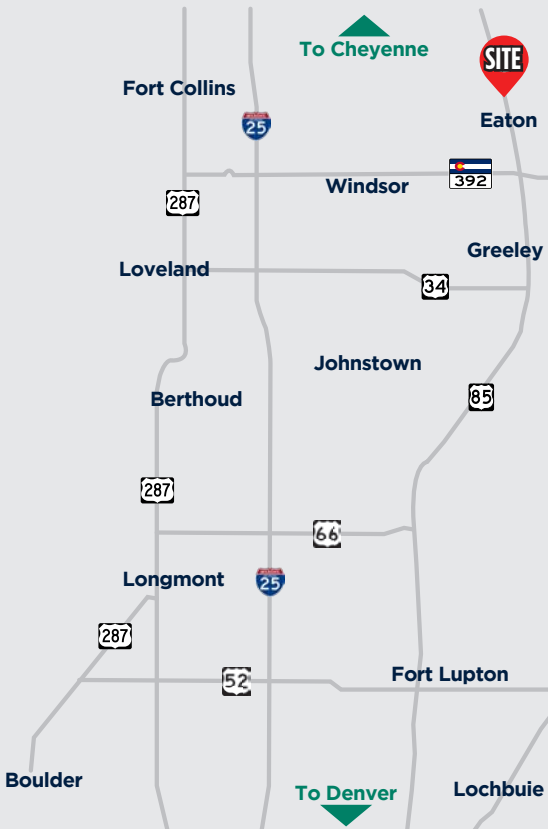 To Cheyenne
SITE
Fort Collins
Eaton
25
392
Windsor
287
Greeley
Loveland
34
Johnstown
85
Berthoud
287
66
Longmont
25
287
52
Fort Lupton
Boulder
To Denver
Lochbuie